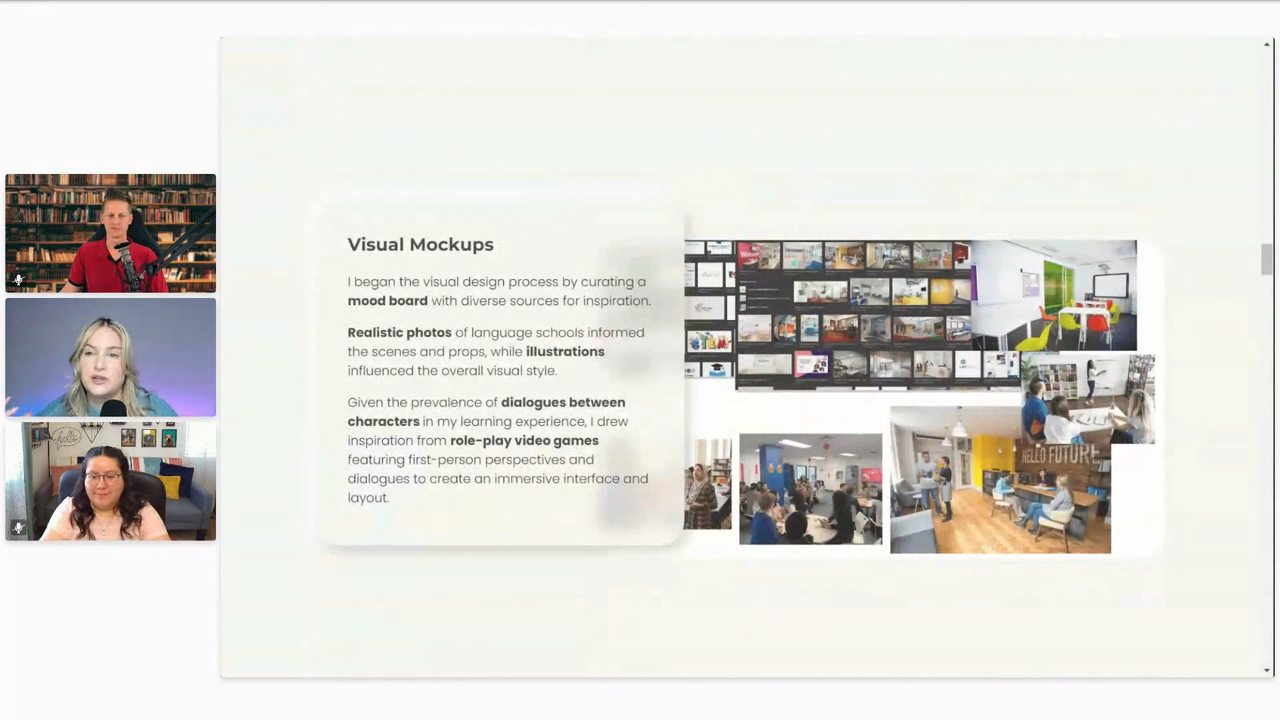 Visual Mockups
I began the visual design process by curating a
mood board with diverse sources for inspiration.
Realistic photos of language schools informed
the scenes and props, while illustrations
influenced the overall visual style.
Given the prevalence of dialogues between
characters in my learning experience, I drew
inspiration from role-play video games
featuring first-person perspectives and
dialogues to create an immersive interface and
layout.
HELLO FUTURE
hello